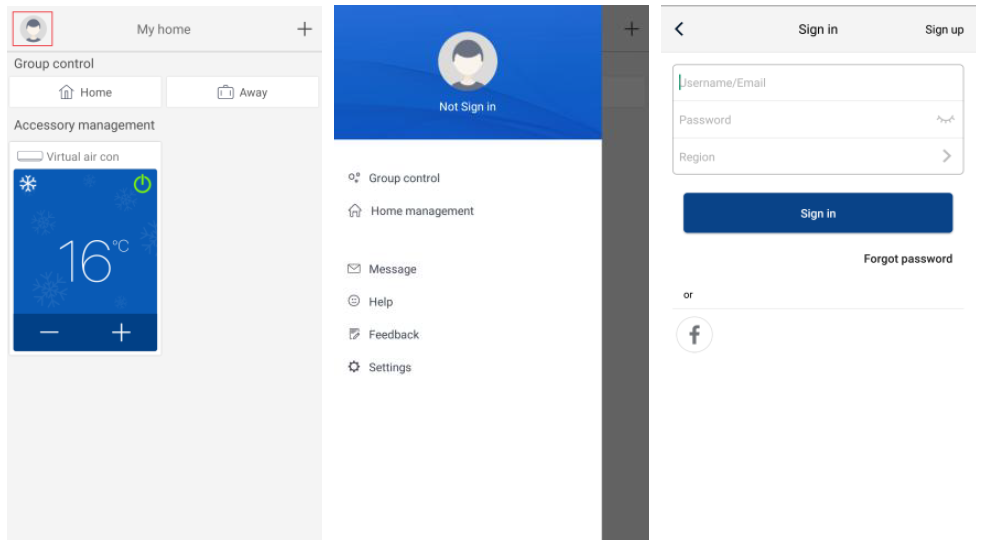 My home
Group control
Home
Away
Accessory management
Virtual air con
16°C
Not Sign in
Group control
Home management
Message
Help
Feedback
Settings
Sign in
Sign up
Username/Email
Password
Region
Sign in
Forgot password
or